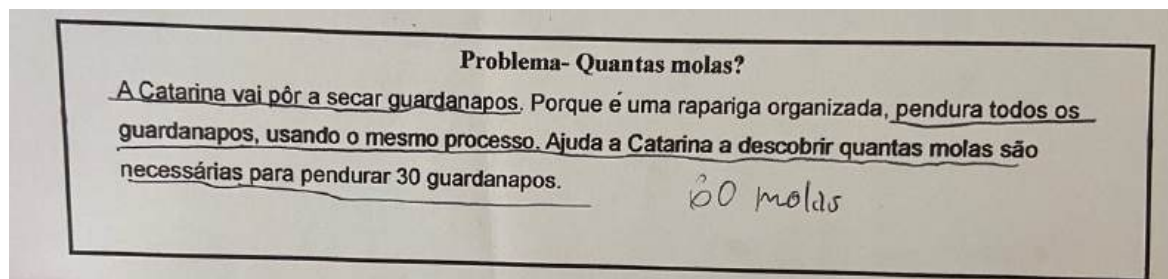 Problema- Quantas molas?
A Catarina vai pôr a secar guardanapos. Porque é uma rapariga organizada, pendura todos os
guardanapos, usando o mesmo processo. Ajuda a Catarina a descobrir quantas molas são
necessárias para pendurar 30 guardanapos.
60 molas